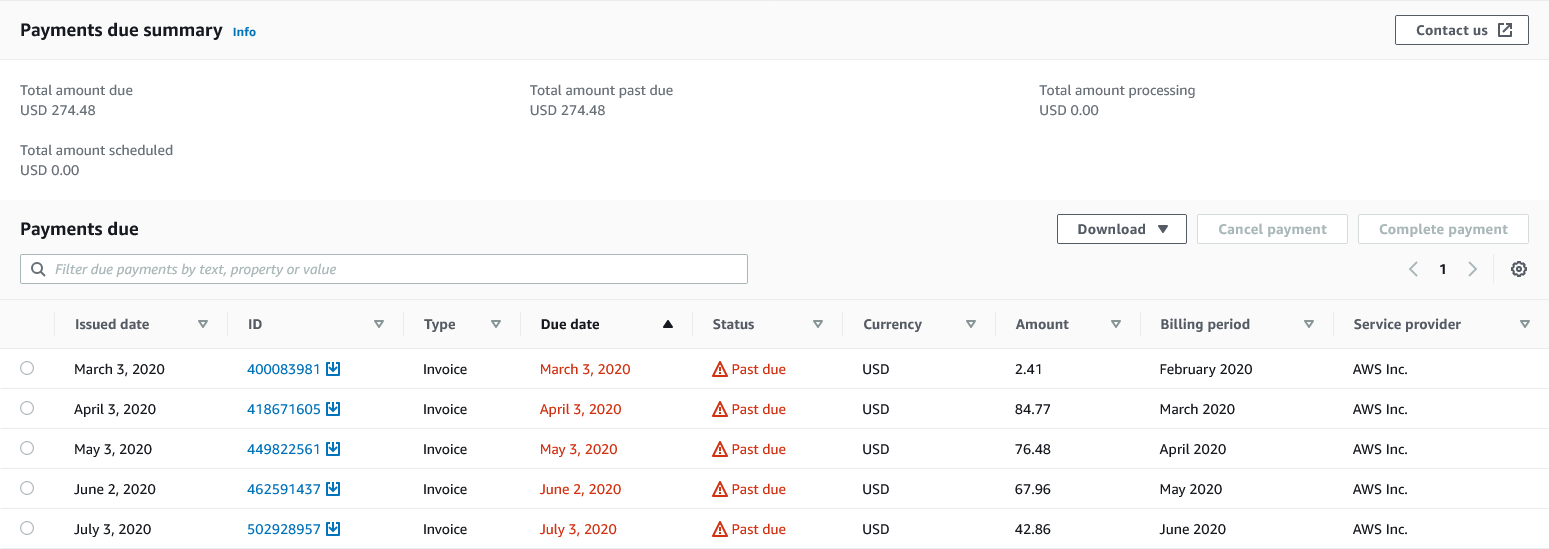 Payments due summary Info Contact us
Total amount due Total amount past due Total amount processing
USD 274.48 USD 274.48 USD 0.00
Total amount scheduled
USD 0.00
Payments due Download Cancel payment Complete payment
Filter due payments by text, property or value 1
Issued date ID Type Due date Status Currency Amount Billing period Service provider
March 3, 2020 400083981 Invoice March 3, 2020 Past due USD 2.41 February 2020 AWS Inc.
April 3, 2020 418671605 Invoice April 3, 2020 Past due USD 84.77 March 2020 AWS Inc.
May 3, 2020 449822561 Invoice May 3, 2020 Past due USD 76.48 April 2020 AWS Inc.
June 2, 2020 462591437 Invoice June 2, 2020 Past due USD 67.96 May 2020 AWS Inc.
July 3, 2020 502928957 Invoice July 3, 2020 Past due USD 42.86 June 2020 AWS Inc.